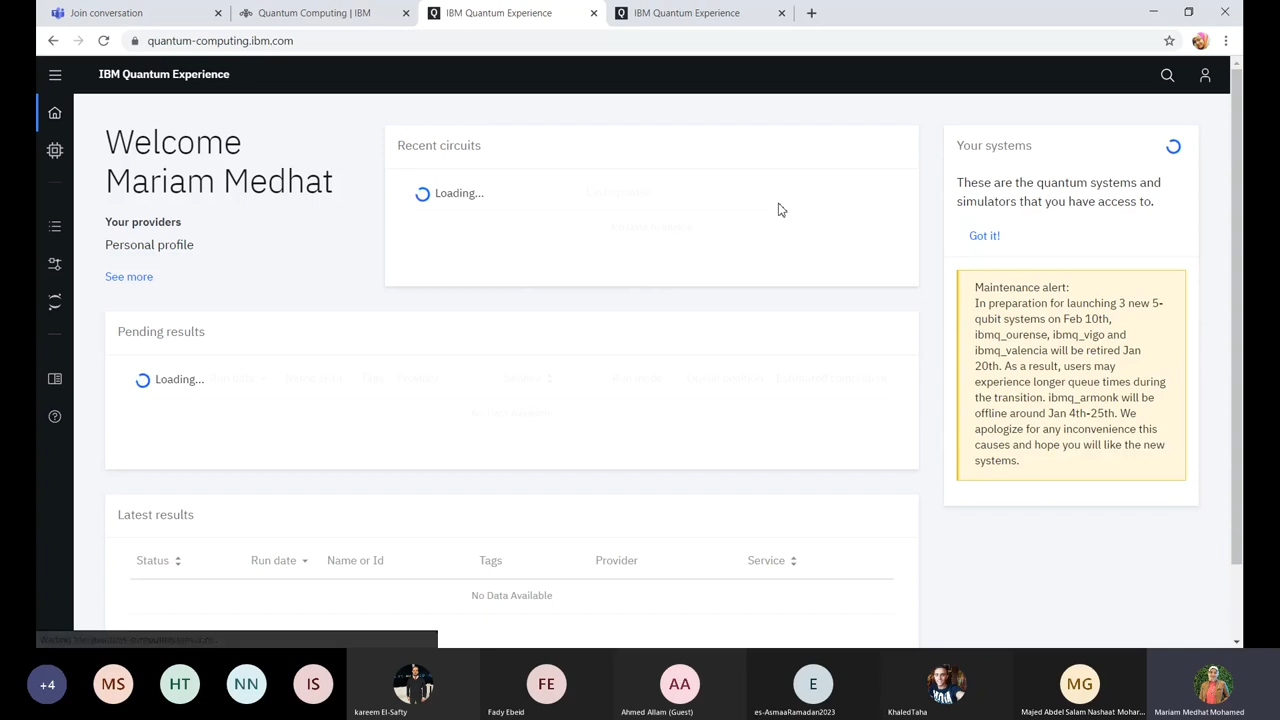 Join conversation
Quantum Computing | IBM
IBM Quantum Experience
IBM Quantum Experience
quantum-computing.ibm.com
IBM Quantum Experience
Welcome
Mariam Medhat
Your providers
Personal profile
See more
Recent circuits
Loading...
Pending results
Loading...
Latest results
Status
Run date
Name or Id
Tags
Provider
Service
No Data Available
Your systems
These are the quantum systems and
simulators that you have access to.
Got it!
Maintenance alert:
In preparation for launching 3 new 5-
qubit systems on Feb 10th,
ibmq_ourense, ibmq_vigo and
ibmq_valencia will be retired Jan
20th. As a result, users may
experience longer queue times during
the transition. ibmq_armonk will be
offline around Jan 4th-25th. We
apologize for any inconvenience this
causes and hope you will like the new
systems.
+4
MS
HT
NN
IS
kareem El-Safty
FE
Fady Ebeid
AA
Ahmed Allam (Guest)
E
es-AsmaaRamadan2023
KhaledTaha
MG
Majed Abdel Salam Nashaat Mohar...
Mariam Medhat Mohamed